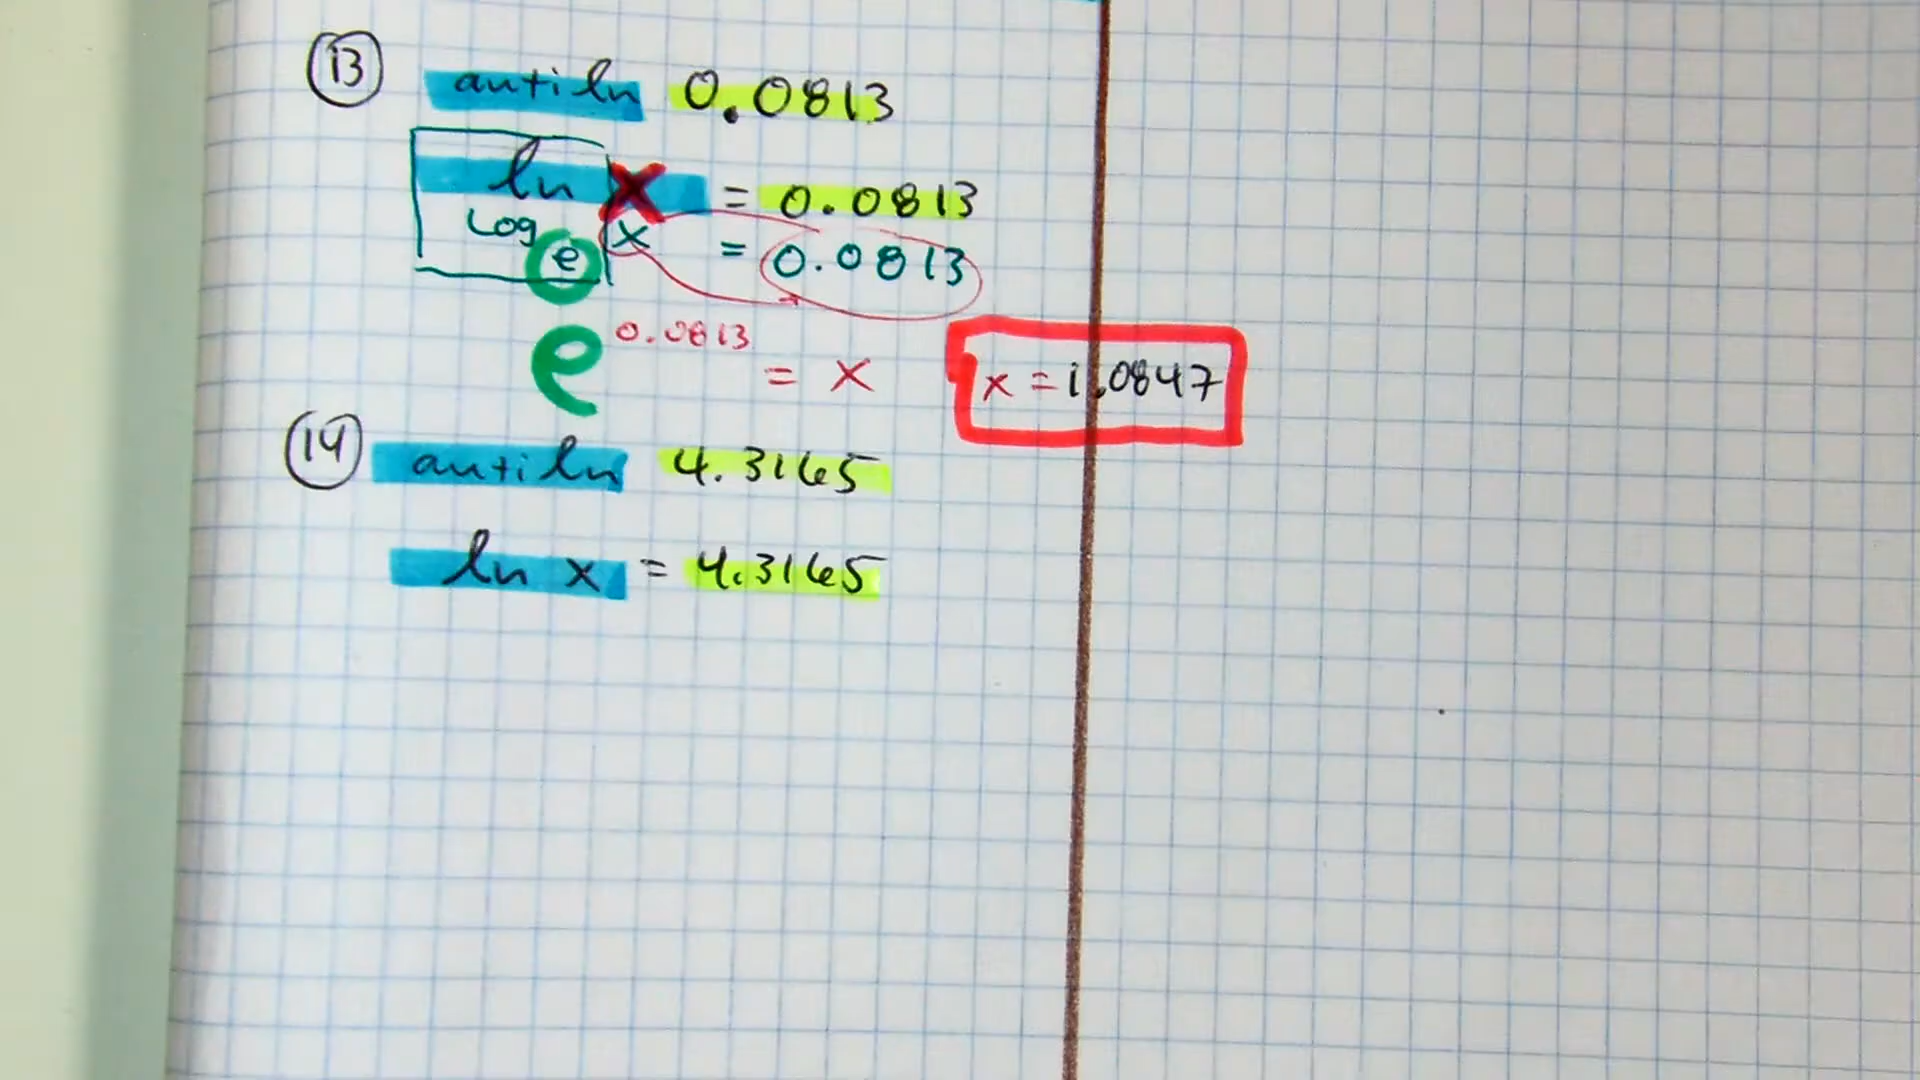 13 antiln 0.0813
ln x = 0.0813
log e x = 0.0813
e 0.0813 = x x = 1.0847
14 antiln 4.3165
ln x = 4.3165